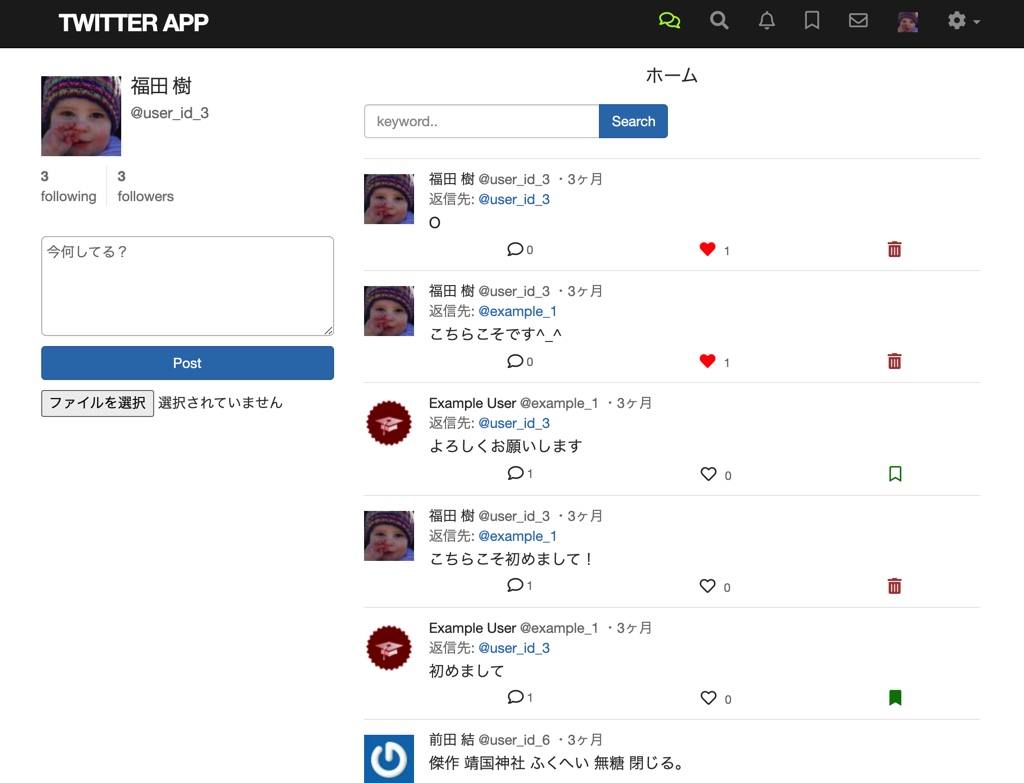 TWITTER APP
福田 樹
@user_id_3
3
following
3
followers
今何してる？
Post
ファイルを選択 選択されていません
ホーム
keyword..
Search
福田 樹 @user_id_3 ・3ヶ月
返信先: @user_id_3
O
0
1
福田 樹 @user_id_3 ・3ヶ月
返信先: @example_1
こちらこそです^_^
0
1
Example User @example_1 ・3ヶ月
返信先: @user_id_3
よろしくお願いします
1
0
福田 樹 @user_id_3 ・3ヶ月
返信先: @example_1
こちらこそ初めまして！
1
0
Example User @example_1 ・3ヶ月
返信先: @user_id_3
初めまして
1
0
前田 結 @user_id_6 ・3ヶ月
傑作 靖国神社 ふくへい 無糖 閉じる。